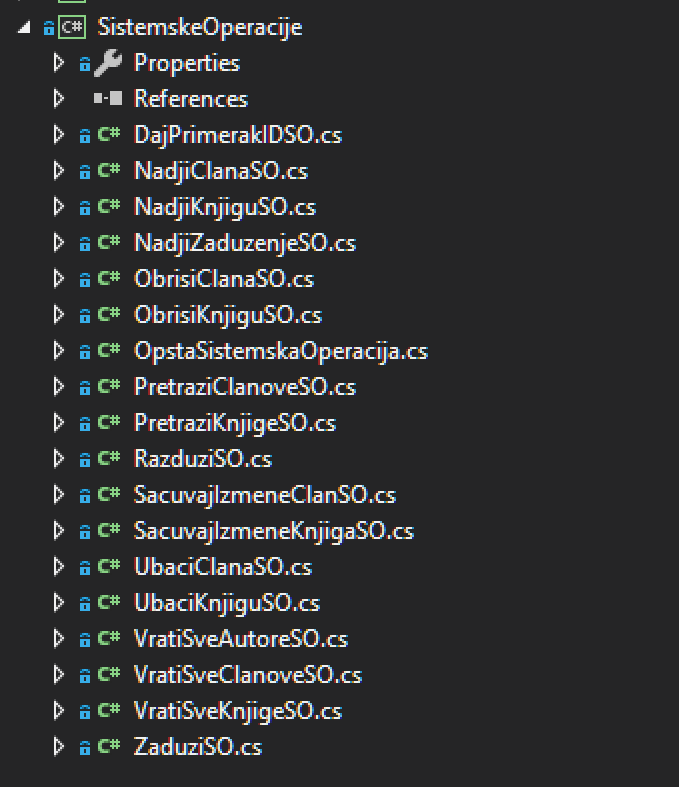 C# SistemskeOperacije
Properties
References
C# DajPrimerakIDSO.cs
C# NadjiClanaSO.cs
C# NadjiKnjiguSO.cs
C# NadjiZaduzenjeSO.cs
C# ObrisiClanaSO.cs
C# ObrisiKnjiguSO.cs
C# OpstaSistemskaOperacija.cs
C# PretraziClanoveSO.cs
C# PretraziKnjigeSO.cs
C# RazduziSO.cs
C# SacuvajIzmeneClanSO.cs
C# SacuvajIzmeneKnjigaSO.cs
C# UbaciClanaSO.cs
C# UbaciKnjiguSO.cs
C# VratiSveAutoreSO.cs
C# VratiSveClanoveSO.cs
C# VratiSveKnjigeSO.cs
C# ZaduziSO.cs